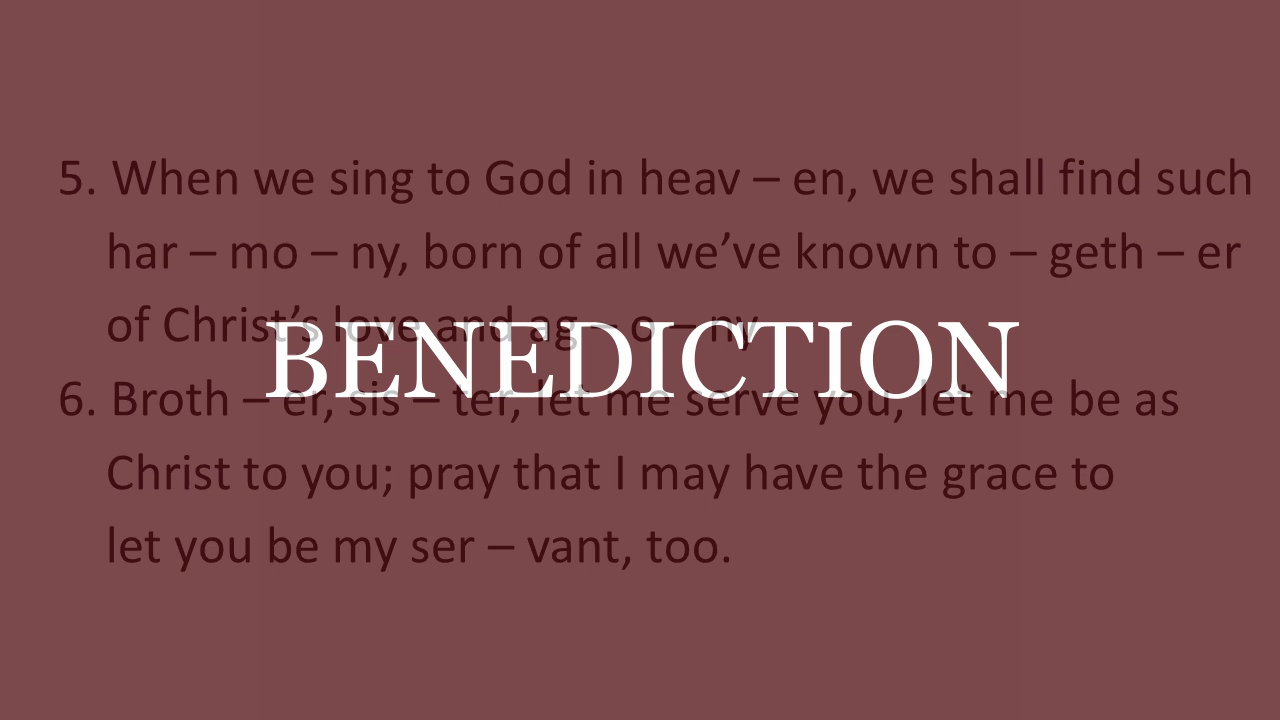 5. When we sing to God in heav – en, we shall find such
har – mo – ny, born of all we’ve known to – geth – er
of Christ’s love and ag – o – ny.
BENEDICTION
6. Broth – er, sis – ter, let me serve you, let me be as
Christ to you; pray that I may have the grace to
let you be my ser – vant, too.